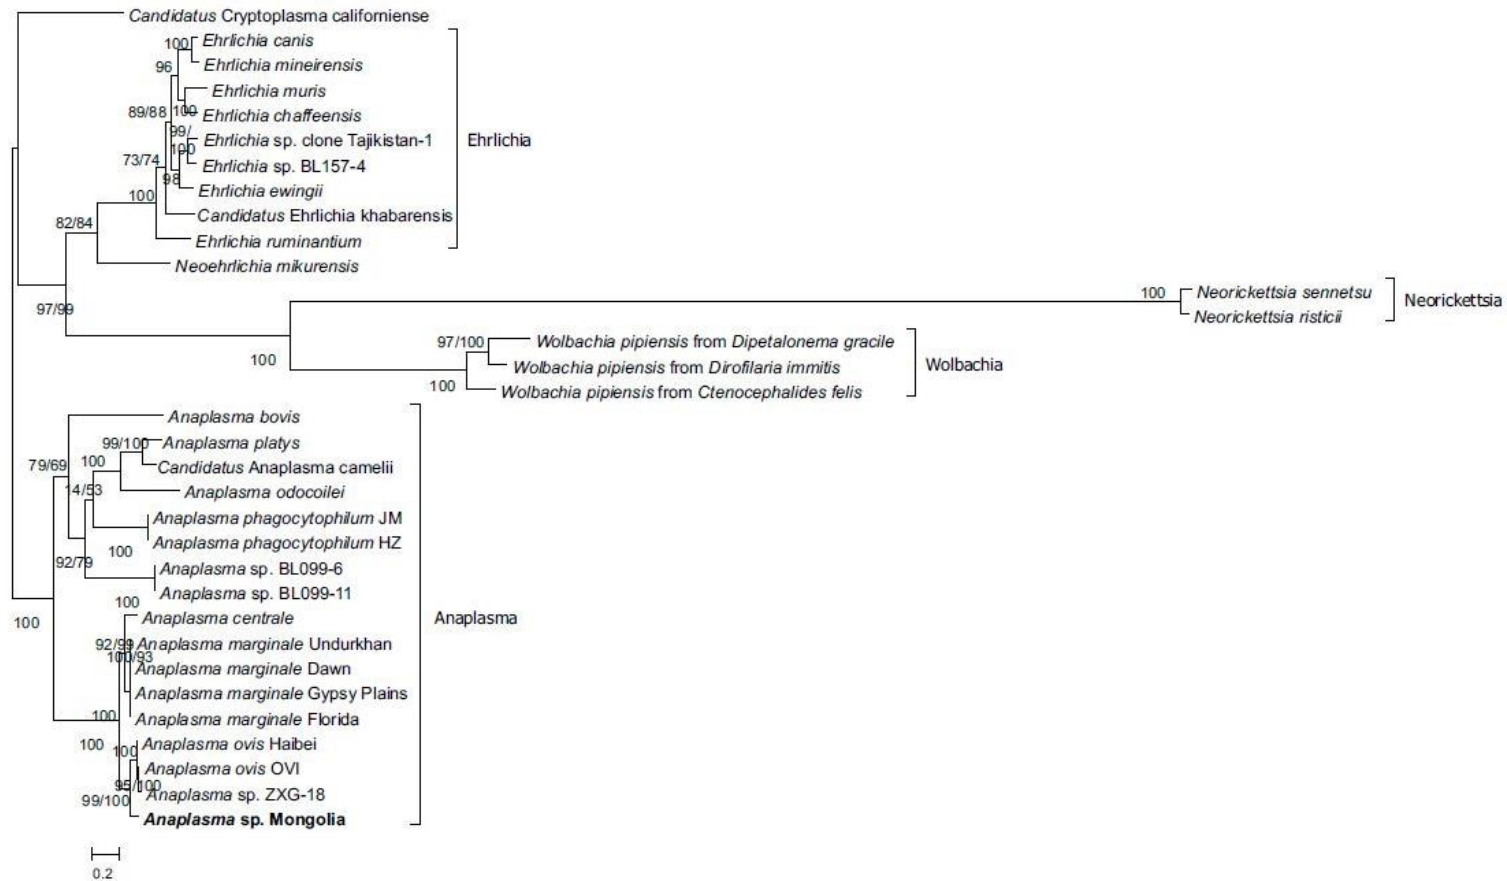 Candidatus Cryptoplasma californiense
100
Ehrlichia canis
96
Ehrlichia mineirensis
Ehrlichia muris
89/88
100
Ehrlichia chaffeensis
99/
100
Ehrlichia sp. clone Tajikistan-1
Ehrlichia
73/74
Ehrlichia sp. BL157-4
98
100
Ehrlichia ewingii
Candidatus Ehrlichia khabarensis
82/84
Ehrlichia ruminantium
Neoehrlichia mikurensis
97/99
100
Neorickettsia sennetsu
Neorickettsia
Neorickettsia risticii
97/100
Wolbachia pipiensis from Dipetalonema gracile
100
Wolbachia pipiensis from Dirofilaria immitis
Wolbachia
100
Wolbachia pipiensis from Ctenocephalides felis
Anaplasma bovis
99/100
Anaplasma platys
79/69
100
Candidatus Anaplasma camelii
14/53
Anaplasma odocoilei
Anaplasma phagocytophilum JM
100
Anaplasma phagocytophilum HZ
92/79
Anaplasma sp. BL099-6
Anaplasma sp. BL099-11
100
100
Anaplasma centrale
Anaplasma
92/99
Anaplasma marginale Undurkhan
100/93
Anaplasma marginale Dawn
Anaplasma marginale Gypsy Plains
100
Anaplasma marginale Florida
100
100
Anaplasma ovis Haibei
Anaplasma ovis OVI
95/100
Anaplasma sp. ZXG-18
99/100
Anaplasma sp. Mongolia
0.2